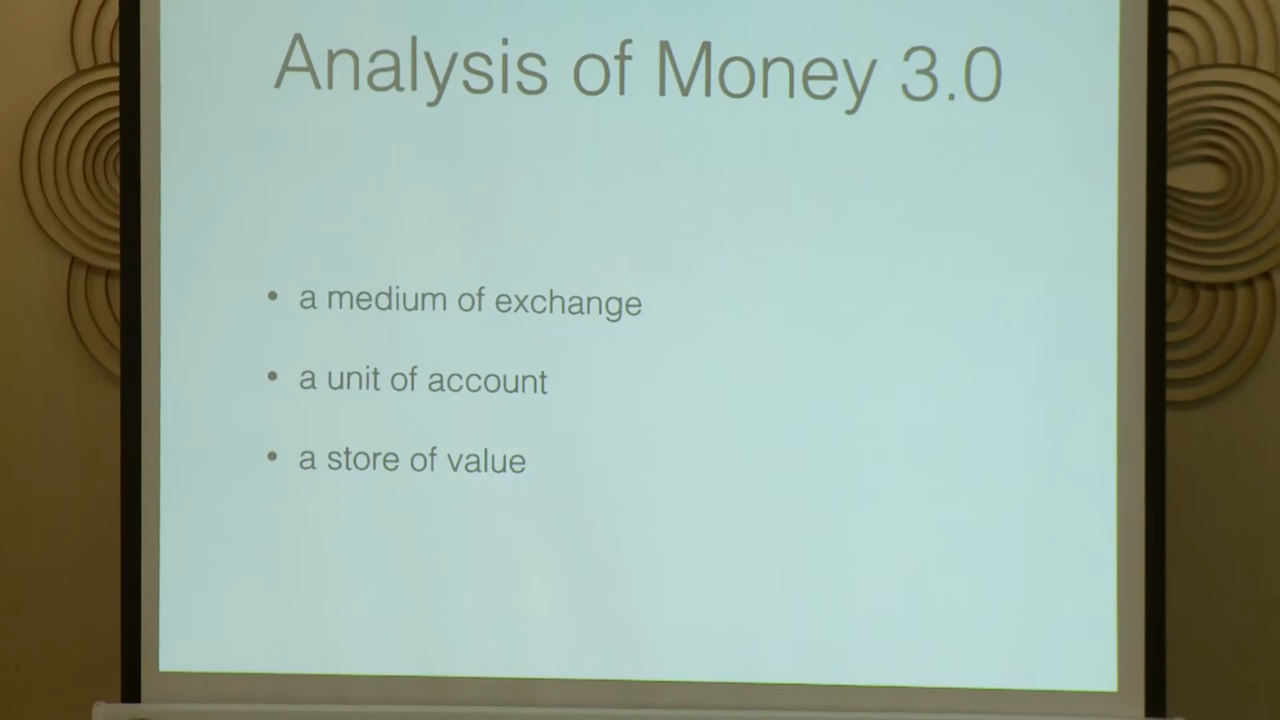 Analysis of Money 3.0
• a medium of exchange
• a unit of account
• a store of value